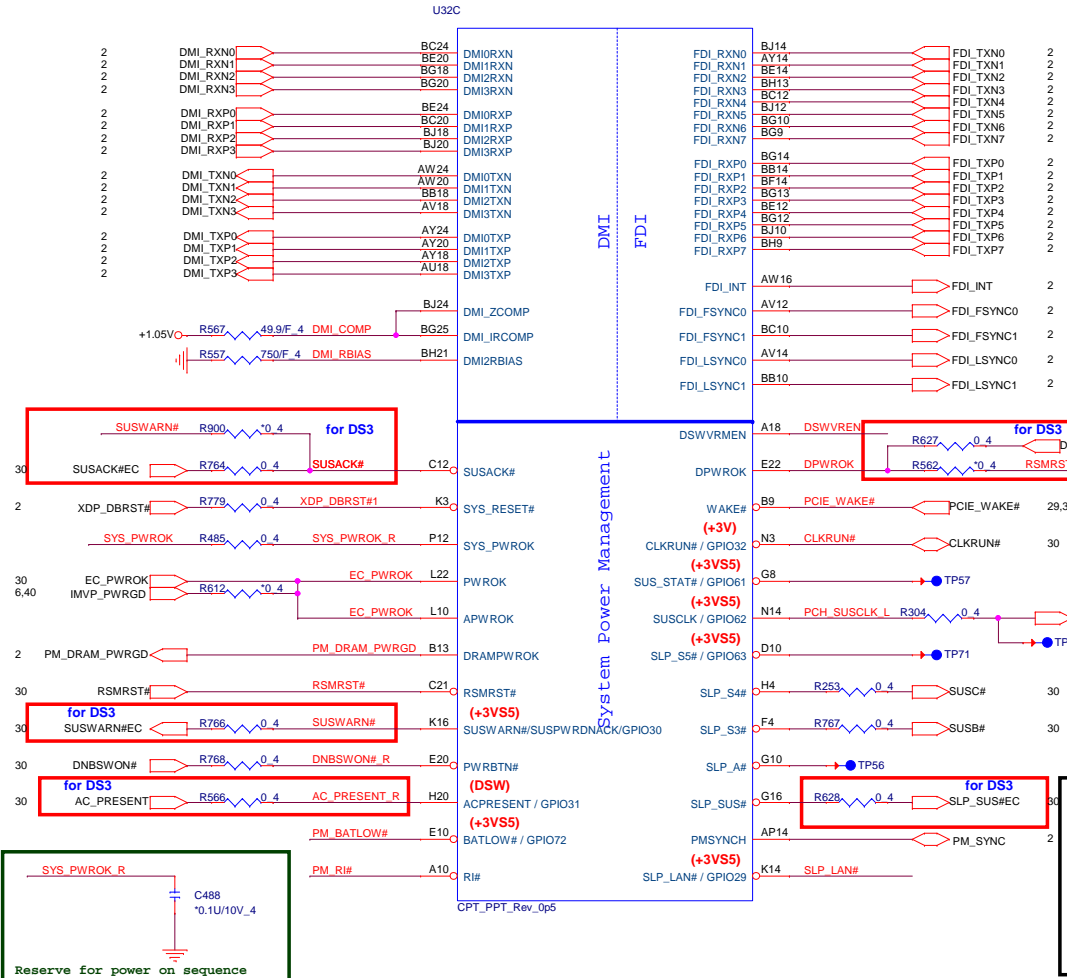 U32C
2 DMI_RXN0 BC24 DMI0RXN FDI_RXN0 BJ14 FDI_TXN0 2
2 DMI_RXN1 BE20 DMI1RXN FDI_RXN1 AY14 FDI_TXN1 2
2 DMI_RXN2 BG18 DMI2RXN FDI_RXN2 BE14 FDI_TXN2 2
2 DMI_RXN3 BG20 DMI3RXN FDI_RXN3 BH13 FDI_TXN3 2
FDI_RXN4 BC12 FDI_TXN4 2
2 DMI_RXP0 BE24 DMI0RXP FDI_RXN5 BJ12 FDI_TXN5 2
2 DMI_RXP1 BC20 DMI1RXP FDI_RXN6 BG10 FDI_TXN6 2
2 DMI_RXP2 BJ18 DMI2RXP FDI_RXN7 BG9 FDI_TXN7 2
2 DMI_RXP3 BJ20 DMI3RXP
FDI_RXP0 BG14 FDI_TXP0 2
2 DMI_TXN0 AW24 DMI0TXN FDI_RXP1 BB14 FDI_TXP1 2
2 DMI_TXN1 AW20 DMI1TXN FDI_RXP2 BF14 FDI_TXP2 2
2 DMI_TXN2 BB18 DMI2TXN FDI_RXP3 BG13 FDI_TXP3 2
2 DMI_TXN3 AV18 DMI3TXN FDI_RXP4 BE12 FDI_TXP4 2
FDI_RXP5 BG12 FDI_TXP5 2
2 DMI_TXP0 AY24 DMI0TXP FDI_RXP6 BJ10 FDI_TXP6 2
2 DMI_TXP1 AY20 DMI1TXP FDI_RXP7 BH9 FDI_TXP7 2
2 DMI_TXP2 AY18 DMI2TXP
2 DMI_TXP3 AU18 DMI3TXP
DMI
FDI
FDI_INT AW16 FDI_INT 2
BJ24 DMI_ZCOMP FDI_FSYNC0 AV12 FDI_FSYNC0 2
+1.05V R567 49.9/F_4 DMI_COMP BG25 DMI_IRCOMP FDI_FSYNC1 BC10 FDI_FSYNC1 2
R557 750/F_4 DMI_RBIAS BH21 DMI2RBIAS FDI_LSYNC0 AV14 FDI_LSYNC0 2
FDI_LSYNC1 BB10 FDI_LSYNC1 2
SUSWARN# R900 *0_4 for DS3 DSWVRMEN A18 DSWVREN for DS3
R627 0_4 D
30 SUSACK#EC R764 0_4 SUSACK# C12 SUSACK# DPWROK E22 DPWROK R562 *0_4 RSMRST
2 XDP_DBRST# R779 0_4 XDP_DBRST#1 K3 SYS_RESET# WAKE# B9 PCIE_WAKE# PCIE_WAKE# 29,3
(+3V)
SYS_PWROK R485 0_4 SYS_PWROK_R P12 SYS_PWROK CLKRUN# / GPIO32 N3 CLKRUN# CLKRUN# 30
System Power Management
(+3VS5)
30 EC_PWROK EC_PWROK L22 PWROK SUS_STAT# / GPIO61 G8 TP57
6,40 IMVP_PWRGD R612 *0_4
(+3VS5)
EC_PWROK L10 APWROK SUSCLK / GPIO62 N14 PCH_SUSCLK_L R304 0_4
TP
(+3VS5)
2 PM_DRAM_PWRGD PM_DRAM_PWRGD B13 DRAMPWROK SLP_S5# / GPIO63 D10 TP71
30 RSMRST# RSMRST# C21 RSMRST# SLP_S4# H4 R253 0_4 SUSC# 30
for DS3 (+3VS5)
30 SUSWARN#EC R766 0_4 SUSWARN# K16 SUSWARN#/SUSPWRDNACK/GPIO30 SLP_S3# F4 R767 0_4 SUSB# 30
30 DNBSWON# R768 0_4 DNBSWON#_R E20 PWRBTN# SLP_A# G10 TP56
for DS3 (DSW) for DS3
30 AC_PRESENT R566 0_4 AC_PRESENT_R H20 ACPRESENT / GPIO31 SLP_SUS# G16 R628 0_4 SLP_SUS#EC 30
(+3VS5)
PM_BATLOW# E10 BATLOW# / GPIO72 PMSYNCH AP14 PM_SYNC 2
(+3VS5)
PM_RI# A10 RI# SLP_LAN# / GPIO29 K14 SLP_LAN#
CPT_PPT_Rev_0p5
SYS_PWROK_R
C488
*0.1U/10V_4
Reserve for power on sequence